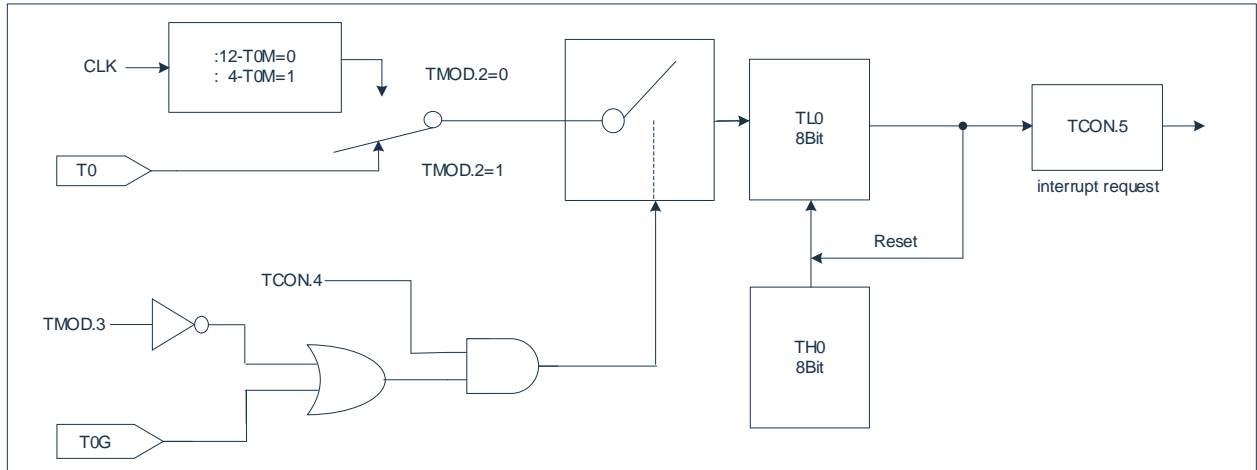 CLK
:12-T0M=0
: 4-T0M=1
TMOD.2=0
T0
TMOD.2=1
TL0
8Bit
TCON.5
interrupt request
Reset
TCON.4
TMOD.3
TH0
8Bit
T0G